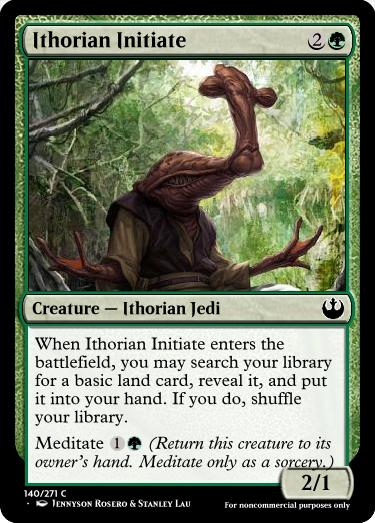 Ithorian Initiate 2
Creature — Ithorian Jedi
When Ithorian Initiate enters the
battlefield, you may search your library
for a basic land card, reveal it, and put
it into your hand. If you do, shuffle
your library.
Meditate 1 (Return this creature to its
owner's hand. Meditate only as a sorcery.)
2/1
140/271 C
· Jennyson Rosero & Stanley Lau
For noncommercial purposes only